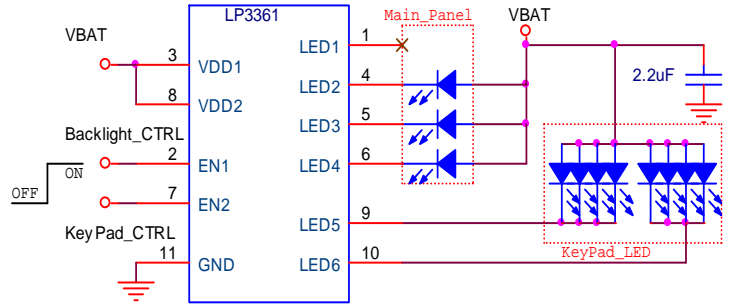 LP3361
Main_Panel
VBAT
VBAT
3
VDD1
LED1
1
2.2uF
LED2
4
8
VDD2
LED3
5
Backlight_CTRL
2
EN1
LED4
6
ON
OFF
7
EN2
LED5
9
KeyPad_CTRL
11
GND
LED6
10
KeyPad_LED